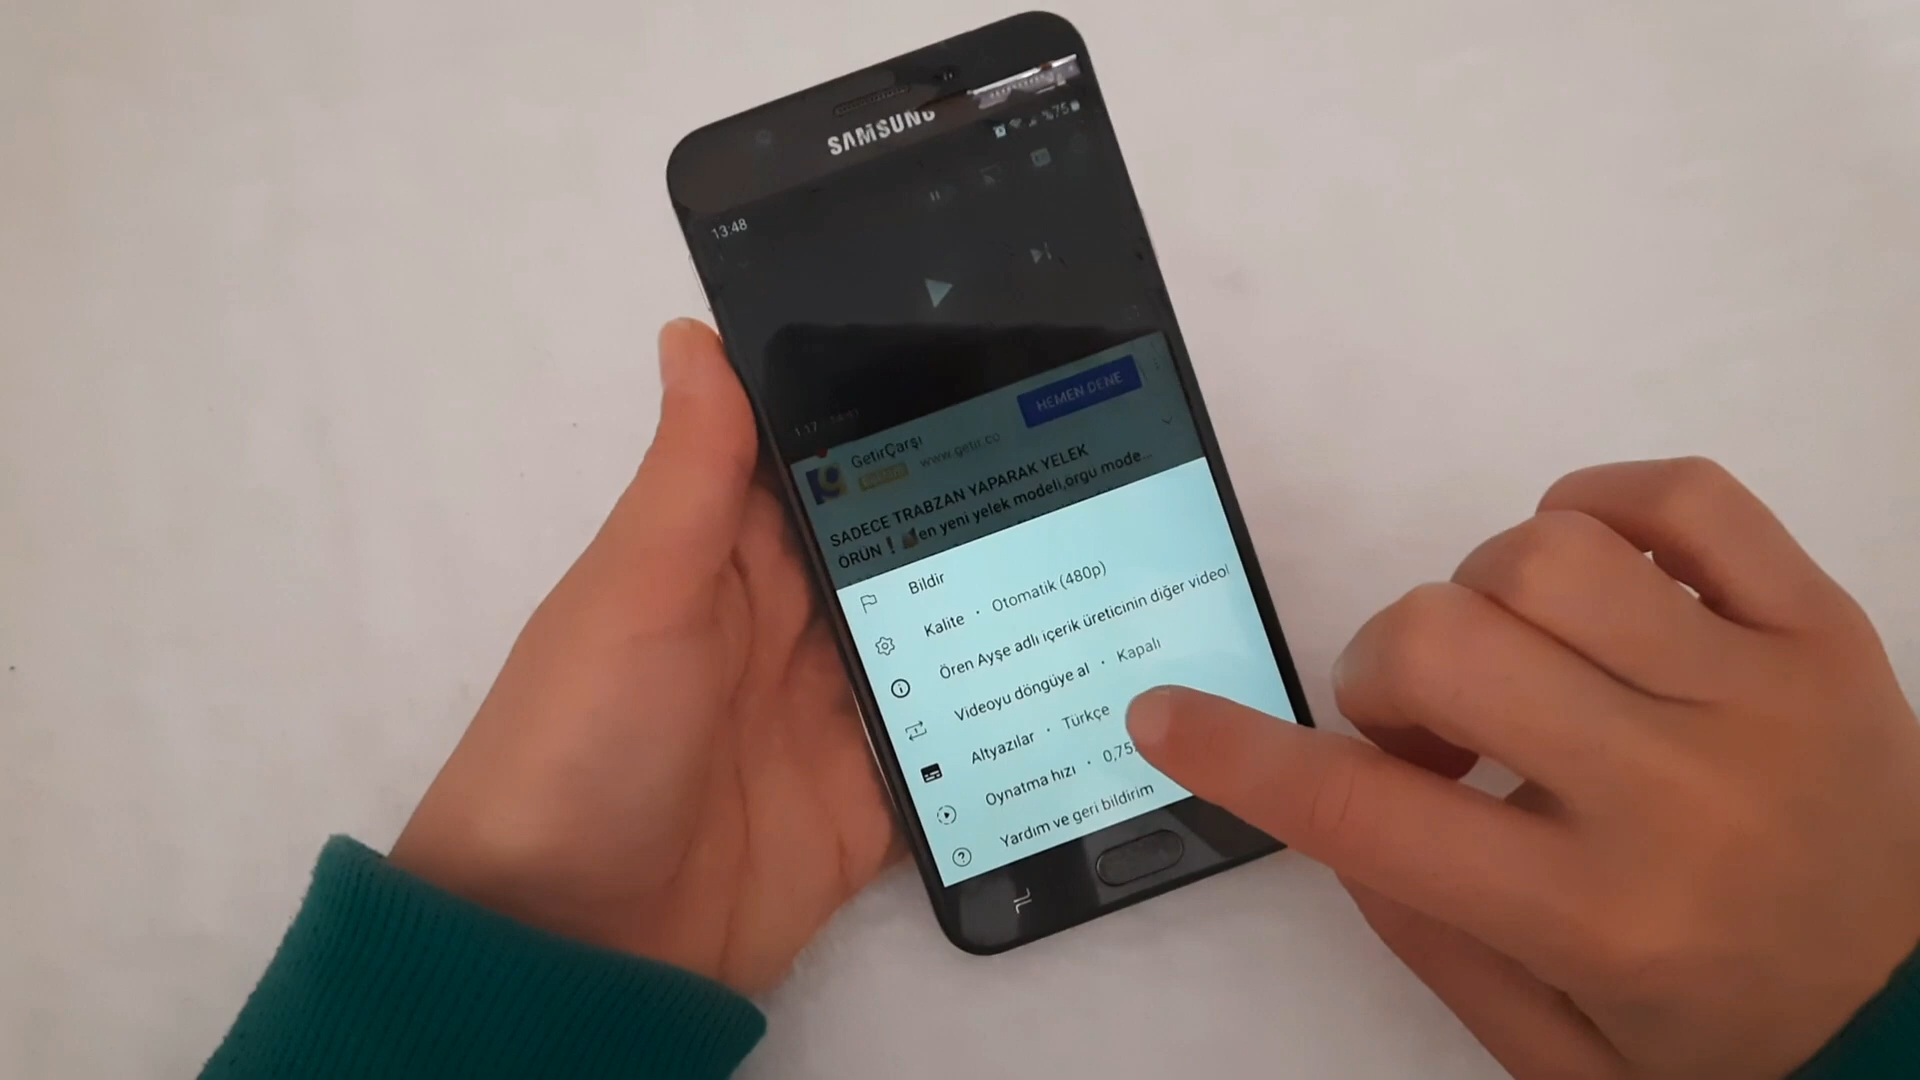 SAMSUNG
%75
13:48
HEMEN DENE
GetirÇarşı
www.getir.co
SADECE TRABZAN YAPARAK YELEK
ÖRÜN❗en yeni yelek modeli,orgu mode...
Bildir
Kalite · Otomatik (480p)
Ören Ayşe adlı içerik üreticinin diğer videol
Videoyu döngüye al · Kapalı
Altyazılar · Türkçe
Oynatma hızı · 0,75
Yardım ve geri bildirim